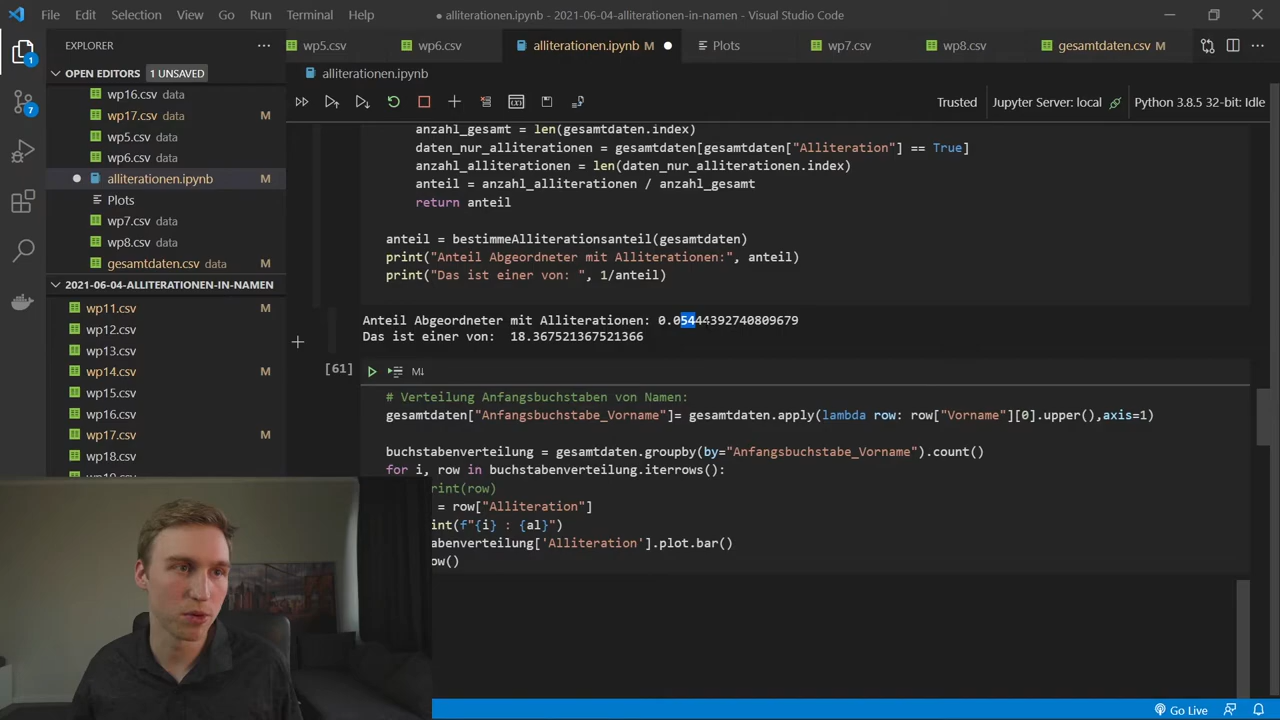 File Edit Selection View Go Run Terminal Help
● alliterationen.ipynb - 2021-06-04-alliterationen-in-namen - Visual Studio Code
EXPLORER
wp5.csv
wp6.csv
alliterationen.ipynb M
Plots
wp7.csv
wp8.csv
gesamtdaten.csv M
1
7
OPEN EDITORS 1 UNSAVED
wp16.csv data
wp17.csv data M
wp5.csv data
wp6.csv data
alliterationen.ipynb M
Plots
wp7.csv data
wp8.csv data
gesamtdaten.csv data M
2021-06-04-ALLITERATIONEN-IN-NAMEN
wp11.csv
wp12.csv
wp13.csv
wp14.csv M
wp15.csv
wp16.csv
wp17.csv M
wp18.csv
alliterationen.ipynb
Trusted Jupyter Server: local Python 3.8.5 32-bit: Idle
anzahl_gesamt = len(gesamtdaten.index)
daten_nur_alliterationen = gesamtdaten[gesamtdaten["Alliteration"] == True]
anzahl_alliterationen = len(daten_nur_alliterationen.index)
anteil = anzahl_alliterationen / anzahl_gesamt
return anteil
anteil = bestimmeAlliterationsanteil(gesamtdaten)
print("Anteil Abgeordneter mit Alliterationen:", anteil)
print("Das ist einer von: ", 1/anteil)
Anteil Abgeordneter mit Alliterationen: 0.05444392740809679
Das ist einer von:  18.367521367521366
[61]
M↓
# Verteilung Anfangsbuchstaben von Namen:
gesamtdaten["Anfangsbuchstabe_Vorname"]= gesamtdaten.apply(lambda row: row["Vorname"][0].upper(),axis=1)
buchstabenverteilung = gesamtdaten.groupby(by="Anfangsbuchstabe_Vorname").count()
for i, row in buchstabenverteilung.iterrows():
rint(row)
= row["Alliteration"]
int(f"{i} : {al}")
abenverteilung['Alliteration'].plot.bar()
ow()
Go Live